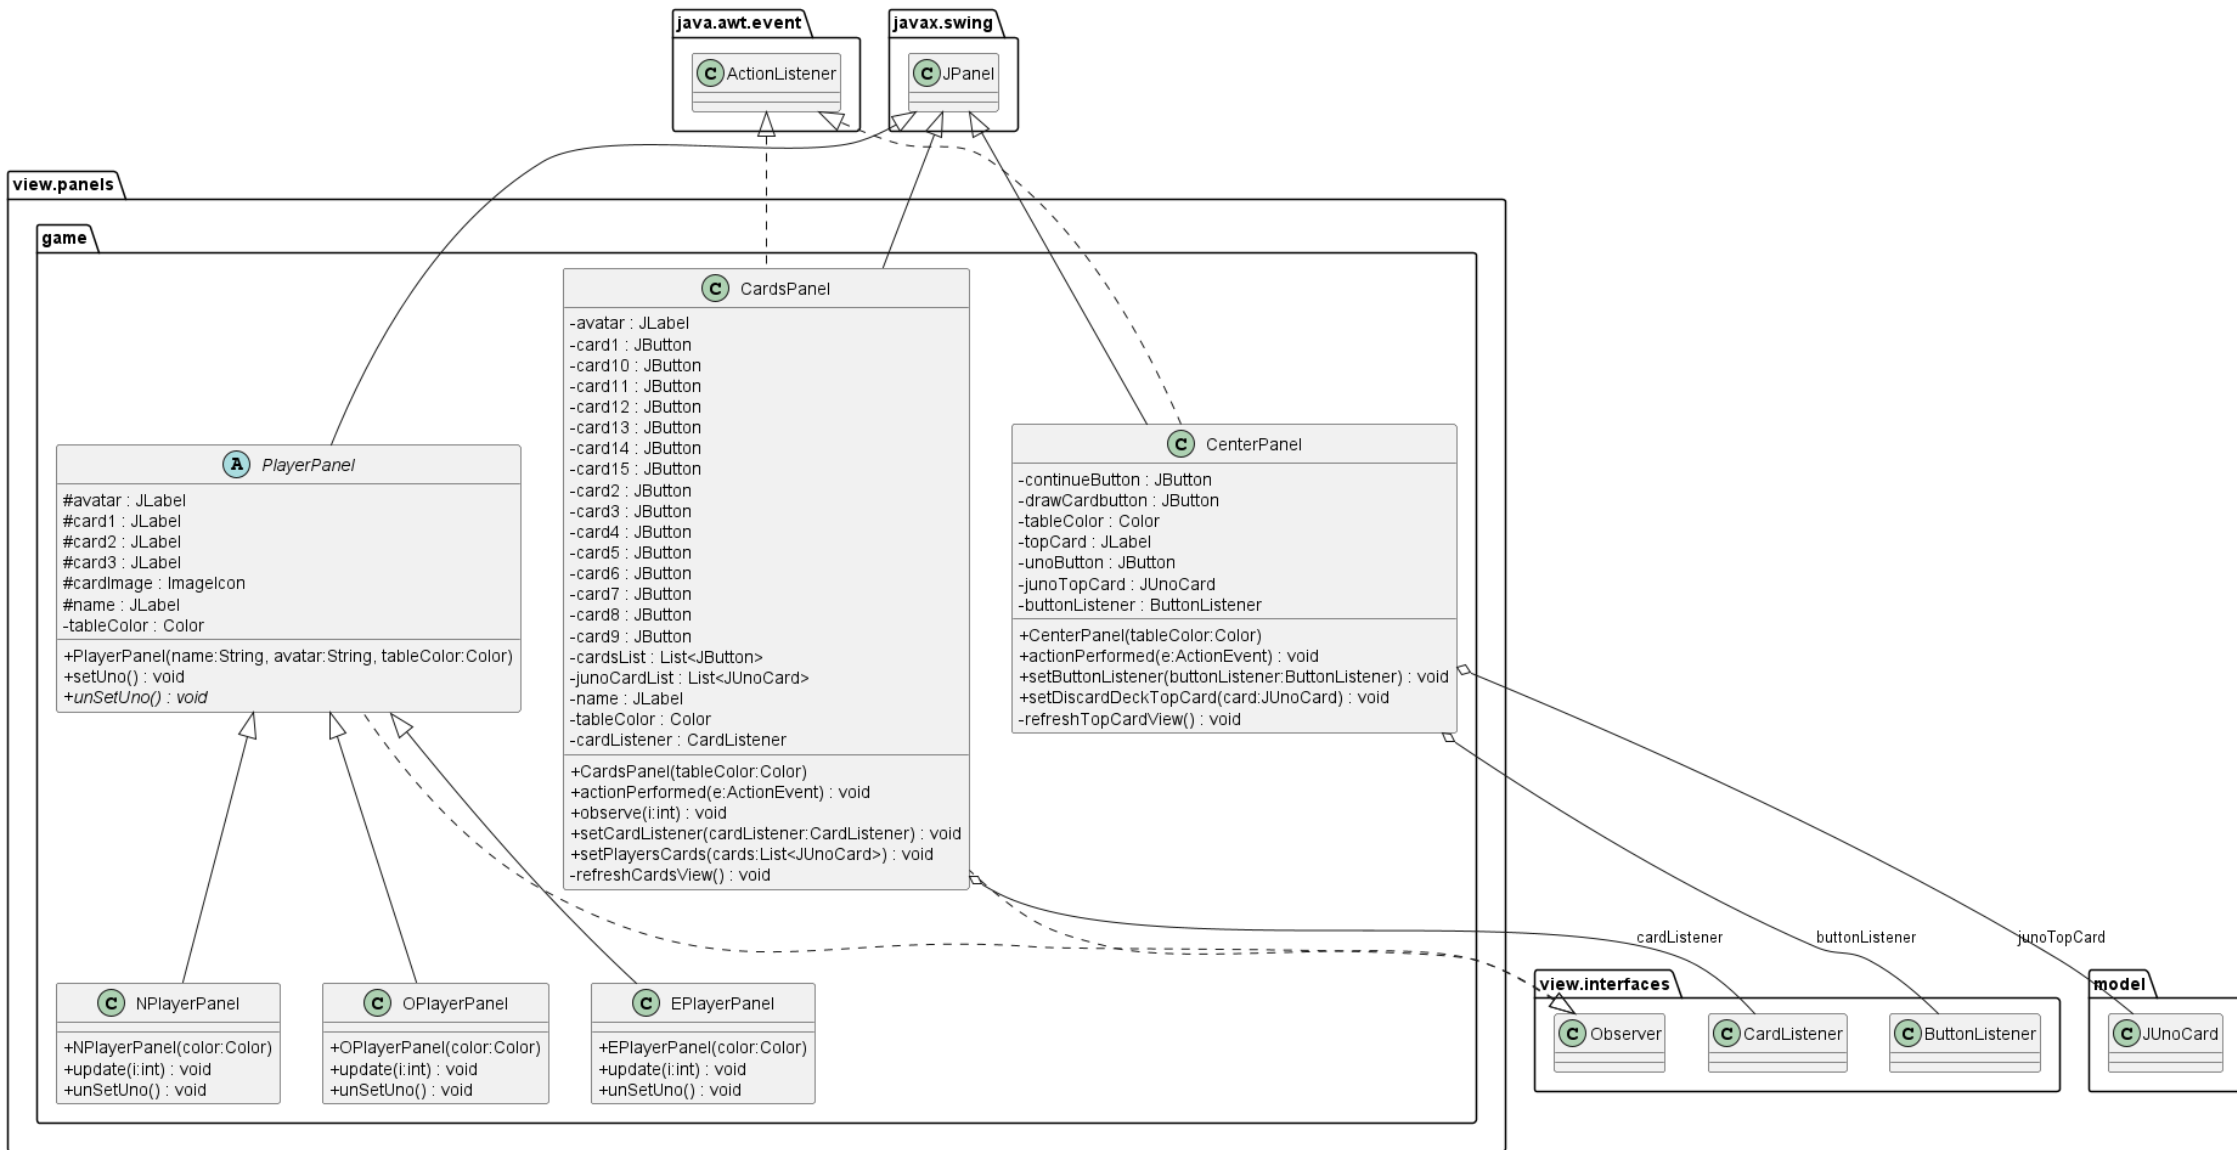 java.awt.event
javax.swing
C ActionListener
C JPanel
view.panels
game
C CardsPanel
-avatar : JLabel
-card1 : JButton
-card10 : JButton
-card11 : JButton
-card12 : JButton
-card13 : JButton
-card14 : JButton
-card15 : JButton
-card2 : JButton
-card3 : JButton
-card4 : JButton
-card5 : JButton
-card6 : JButton
-card7 : JButton
-card8 : JButton
-card9 : JButton
-cardsList : List<JButton>
-junoCardList : List<JUnoCard>
-name : JLabel
-tableColor : Color
-cardListener : CardListener
+CardsPanel(tableColor:Color)
+actionPerformed(e:ActionEvent) : void
+observe(i:int) : void
+setCardListener(cardListener:CardListener) : void
+setPlayersCards(cards:List<JUnoCard>) : void
-refreshCardsView() : void
A PlayerPanel
#avatar : JLabel
#card1 : JLabel
#card2 : JLabel
#card3 : JLabel
#cardImage : ImageIcon
#name : JLabel
-tableColor : Color
+PlayerPanel(name:String, avatar:String, tableColor:Color)
+setUno() : void
+unSetUno() : void
C CenterPanel
-continueButton : JButton
-drawCardbutton : JButton
-tableColor : Color
-topCard : JLabel
-unoButton : JButton
-junoTopCard : JUnoCard
-buttonListener : ButtonListener
+CenterPanel(tableColor:Color)
+actionPerformed(e:ActionEvent) : void
+setButtonListener(buttonListener:ButtonListener) : void
+setDiscardDeckTopCard(card:JUnoCard) : void
-refreshTopCardView() : void
cardListener
buttonListener
junoTopCard
C NPlayerPanel
+NPlayerPanel(color:Color)
+update(i:int) : void
+unSetUno() : void
C OPlayerPanel
+OPlayerPanel(color:Color)
+update(i:int) : void
+unSetUno() : void
C EPlayerPanel
+EPlayerPanel(color:Color)
+update(i:int) : void
+unSetUno() : void
view.interfaces
C Observer
C CardListener
C ButtonListener
model
C JUnoCard